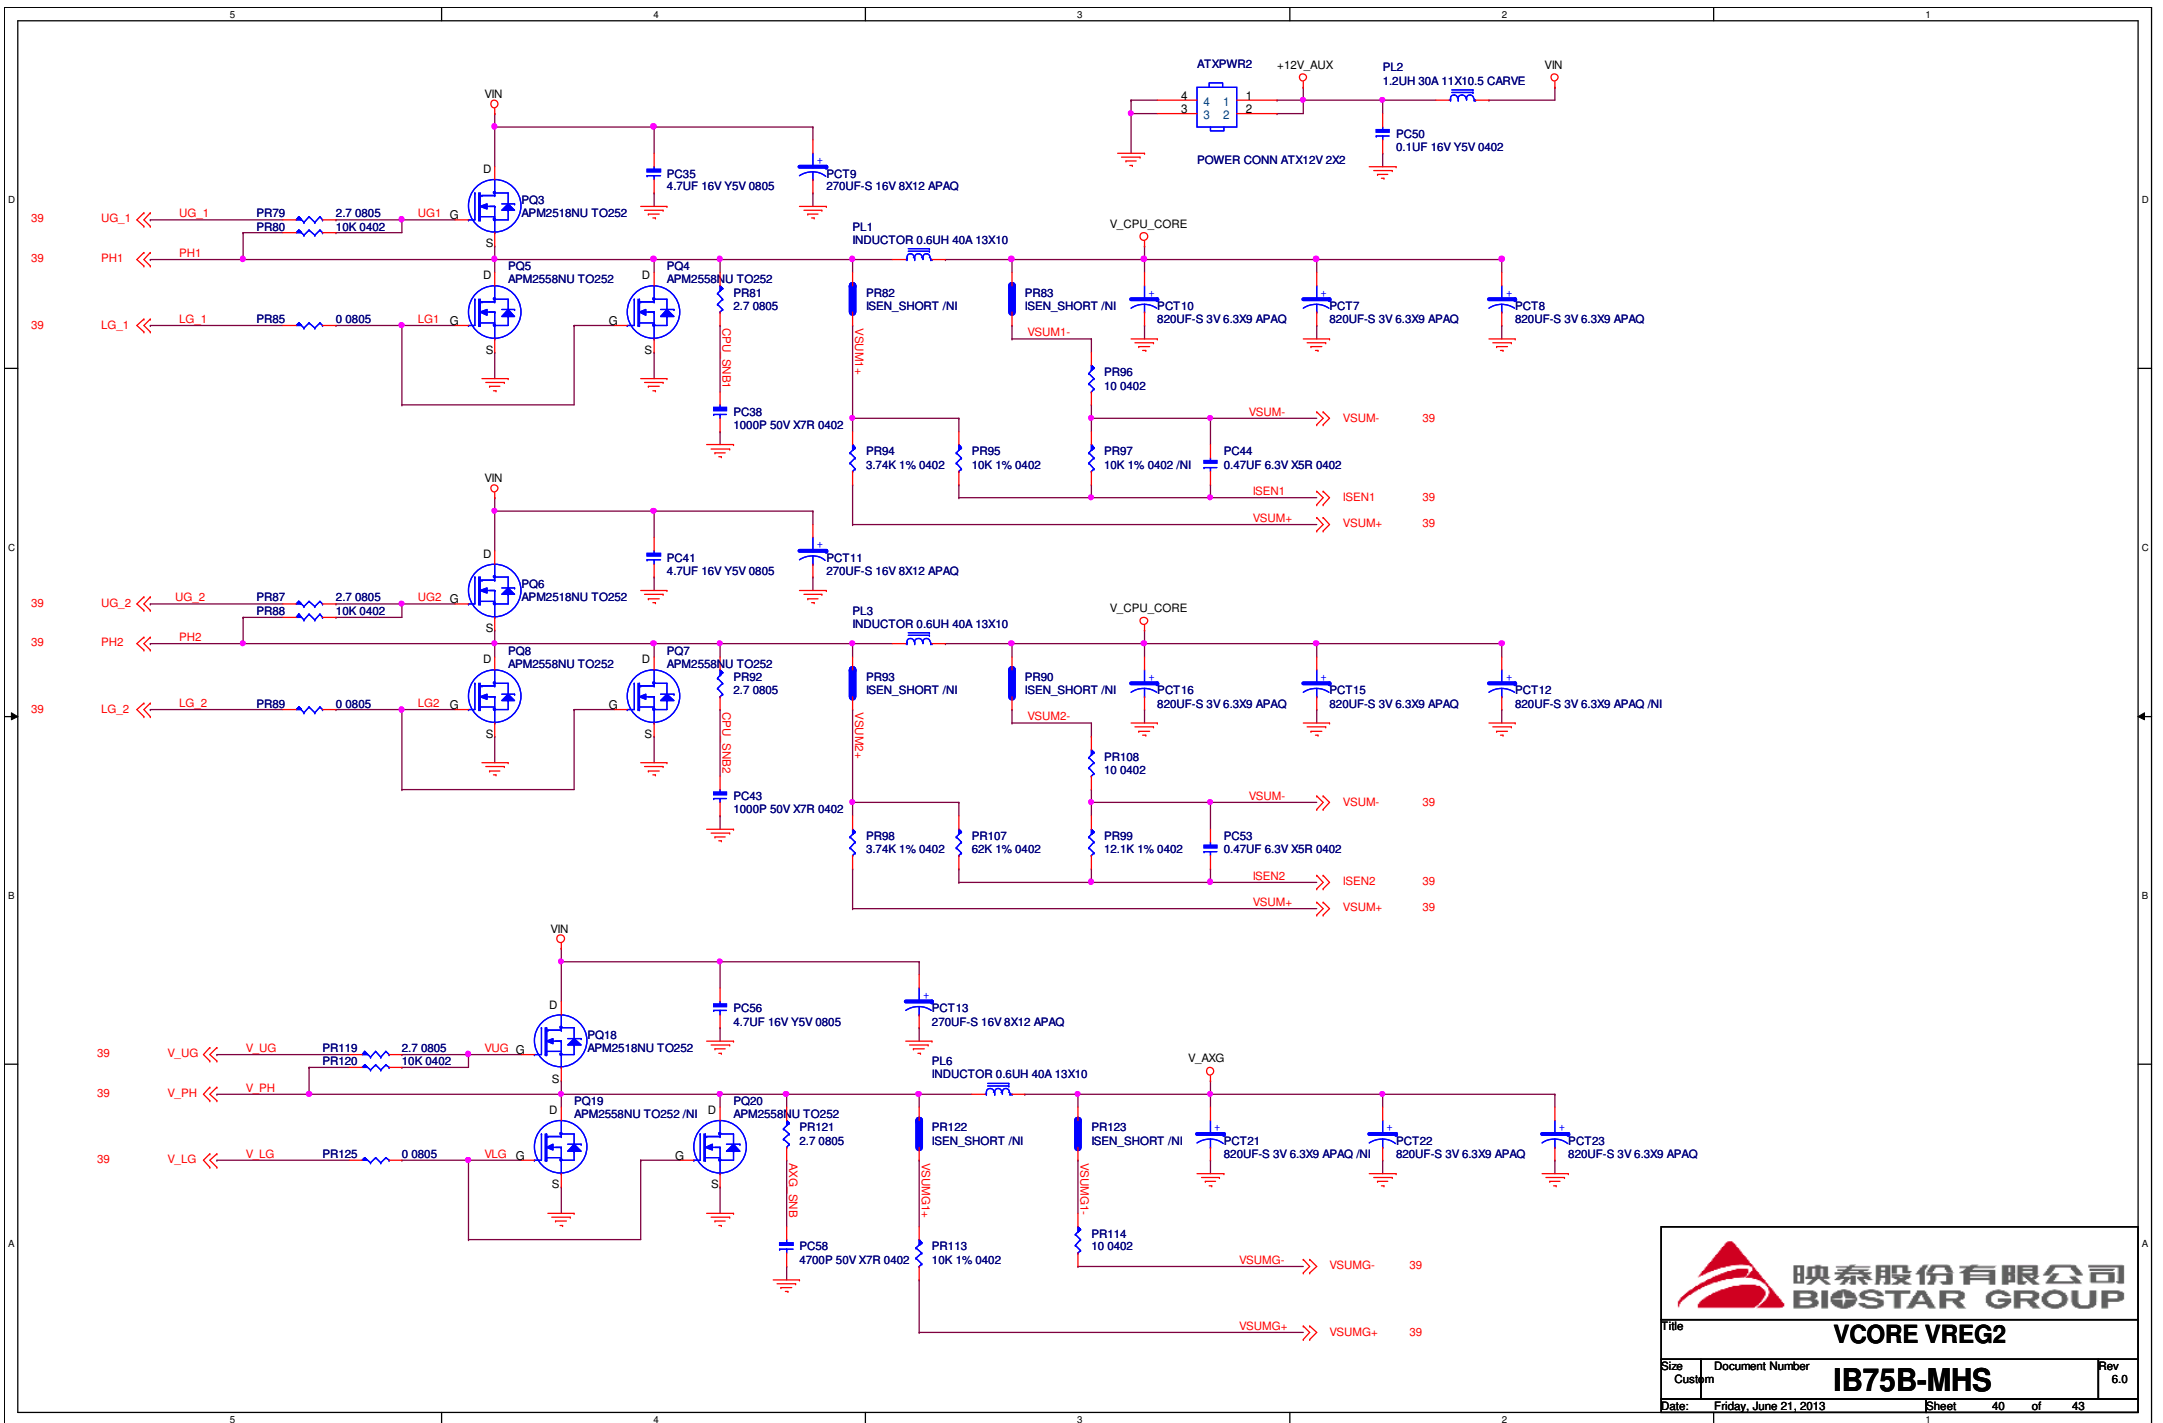 5 4 3 2 1
ATXPWR2
+12V_AUX
PL2
1.2UH 30A 11X10.5 CARVE
VIN
4 4 1 1
3 3 2 2
PC50
0.1UF 16V Y5V 0402
POWER CONN ATX12V 2X2
VIN
D
PC35
4.7UF 16V Y5V 0805
+
PCT9
270UF-S 16V 8X12 APAQ
D
D
PQ3
APM2518NU TO252
39 UG_1 UG_1 PR79 2.7 0805 UG1 G
PR80 10K 0402
S
39 PH1 PH1
PL1
INDUCTOR 0.6UH 40A 13X10
V_CPU_CORE
PQ5
APM2558NU TO252
D
PQ4
APM2558NU TO252
D
PR81
2.7 0805
PR82
ISEN_SHORT /NI
PR83
ISEN_SHORT /NI
+
PCT10
820UF-S 3V 6.3X9 APAQ
+
PCT7
820UF-S 3V 6.3X9 APAQ
+
PCT8
820UF-S 3V 6.3X9 APAQ
39 LG_1 LG_1 PR85 0 0805 LG1 G
G
S
S
CPU_SNB1
VSUM1+
VSUM1-
PR96
10 0402
PC38
1000P 50V X7R 0402
VSUM- VSUM- 39
PR94
3.74K 1% 0402
PR95
10K 1% 0402
PR97
10K 1% 0402 /NI
PC44
0.47UF 6.3V X5R 0402
ISEN1 ISEN1 39
VSUM+ VSUM+ 39
VIN
C
C
D
PC41
4.7UF 16V Y5V 0805
+
PCT11
270UF-S 16V 8X12 APAQ
PQ6
APM2518NU TO252
39 UG_2 UG_2 PR87 2.7 0805 UG2 G
PR88 10K 0402
S
39 PH2 PH2
PL3
INDUCTOR 0.6UH 40A 13X10
V_CPU_CORE
PQ8
APM2558NU TO252
D
PQ7
APM2558NU TO252
D
PR92
2.7 0805
PR93
ISEN_SHORT /NI
PR90
ISEN_SHORT /NI
+
PCT16
820UF-S 3V 6.3X9 APAQ
+
PCT15
820UF-S 3V 6.3X9 APAQ
+
PCT12
820UF-S 3V 6.3X9 APAQ /NI
39 LG_2 LG_2 PR89 0 0805 LG2 G
G
S
S
CPU_SNB2
VSUM2+
VSUM2-
PR108
10 0402
PC43
1000P 50V X7R 0402
VSUM- VSUM- 39
PR98
3.74K 1% 0402
PR107
62K 1% 0402
PR99
12.1K 1% 0402
PC53
0.47UF 6.3V X5R 0402
ISEN2 ISEN2 39
VSUM+ VSUM+ 39
B
B
VIN
D
PC56
4.7UF 16V Y5V 0805
+
PCT13
270UF-S 16V 8X12 APAQ
PQ18
APM2518NU TO252
39 V_UG V_UG PR119 2.7 0805 VUG G
PR120 10K 0402
S
39 V_PH V_PH
PL6
INDUCTOR 0.6UH 40A 13X10
V_AXG
PQ19
APM2558NU TO252 /NI
D
PQ20
APM2558NU TO252
D
PR121
2.7 0805
PR122
ISEN_SHORT /NI
PR123
ISEN_SHORT /NI
+
PCT21
820UF-S 3V 6.3X9 APAQ /NI
+
PCT22
820UF-S 3V 6.3X9 APAQ
+
PCT23
820UF-S 3V 6.3X9 APAQ
39 V_LG V_LG PR125 0 0805 VLG G
G
S
S
AXG_SNB
VSUMG1+
VSUMG1-
A
A
PC58
4700P 50V X7R 0402
PR113
10K 1% 0402
PR114
10 0402
VSUMG- VSUMG- 39
VSUMG+ VSUMG+ 39
映泰股份有限公司
BIOSTAR GROUP
Title
VCORE VREG2
Size
Custom
Document Number
IB75B-MHS
Rev
6.0
Date: Friday, June 21, 2013 Sheet 40 of 43
5 4 3 2 1